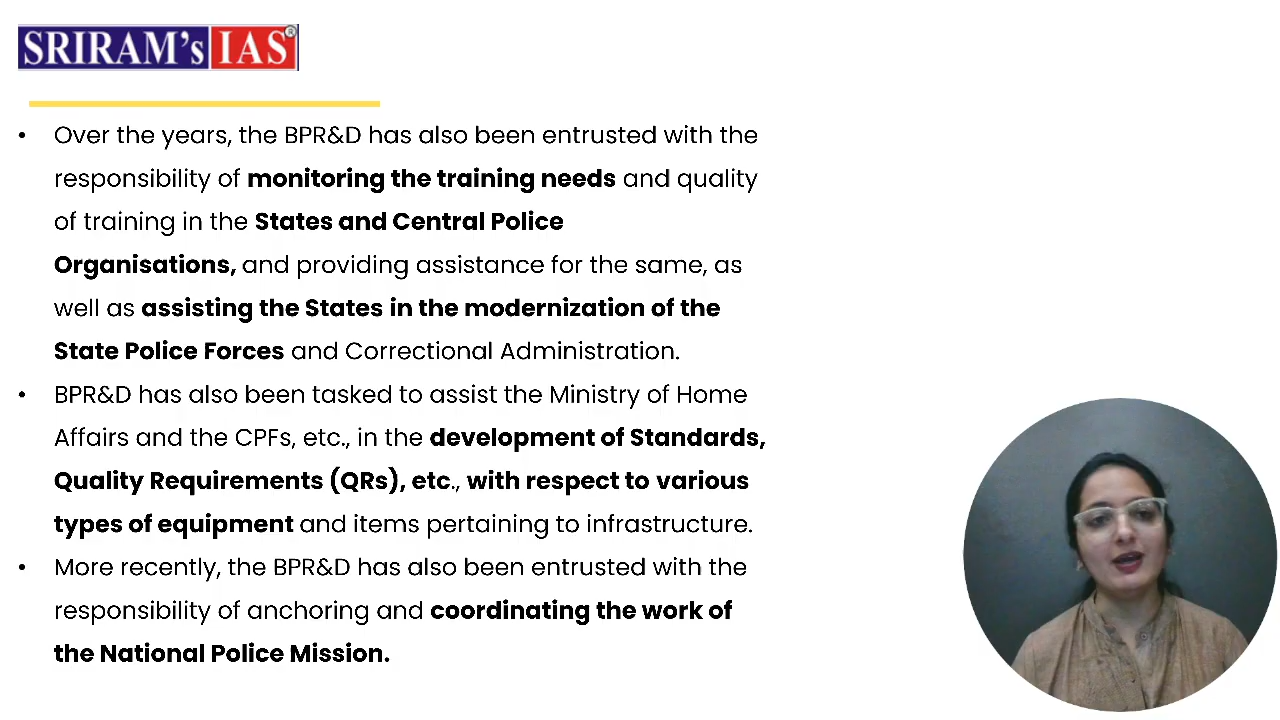 SRIRAM's IAS®
• Over the years, the BPR&D has also been entrusted with the
responsibility of monitoring the training needs and quality
of training in the States and Central Police
Organisations, and providing assistance for the same, as
well as assisting the States in the modernization of the
State Police Forces and Correctional Administration.
• BPR&D has also been tasked to assist the Ministry of Home
Affairs and the CPFs, etc., in the development of Standards,
Quality Requirements (QRs), etc., with respect to various
types of equipment and items pertaining to infrastructure.
• More recently, the BPR&D has also been entrusted with the
responsibility of anchoring and coordinating the work of
the National Police Mission.